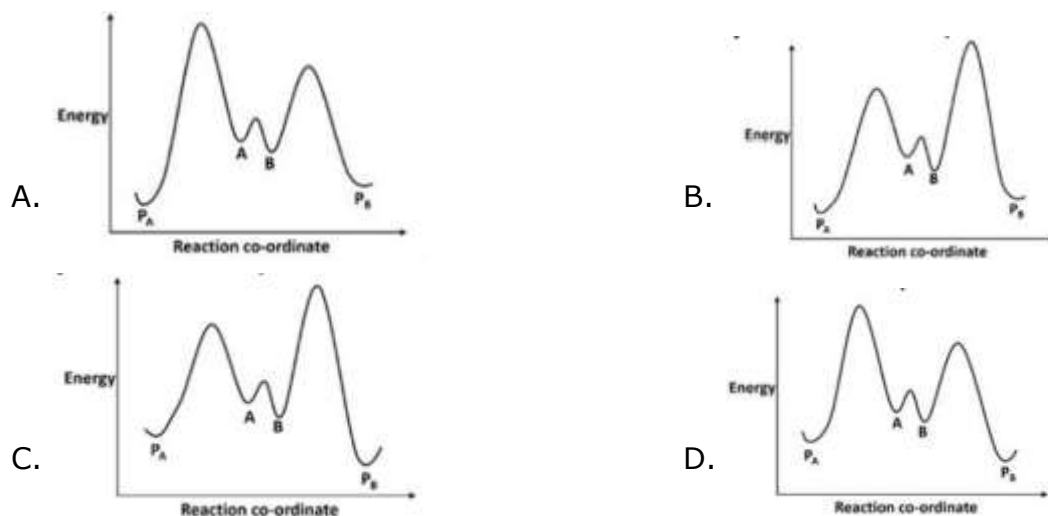 Energy
A
B
A.
P_A
P_B
Reaction co-ordinate
Energy
A
B
B.
P_A
P_B
Reaction co-ordinate
Energy
A
B
C.
P_A
P_B
Reaction co-ordinate
Energy
A
B
D.
P_A
P_B
Reaction co-ordinate